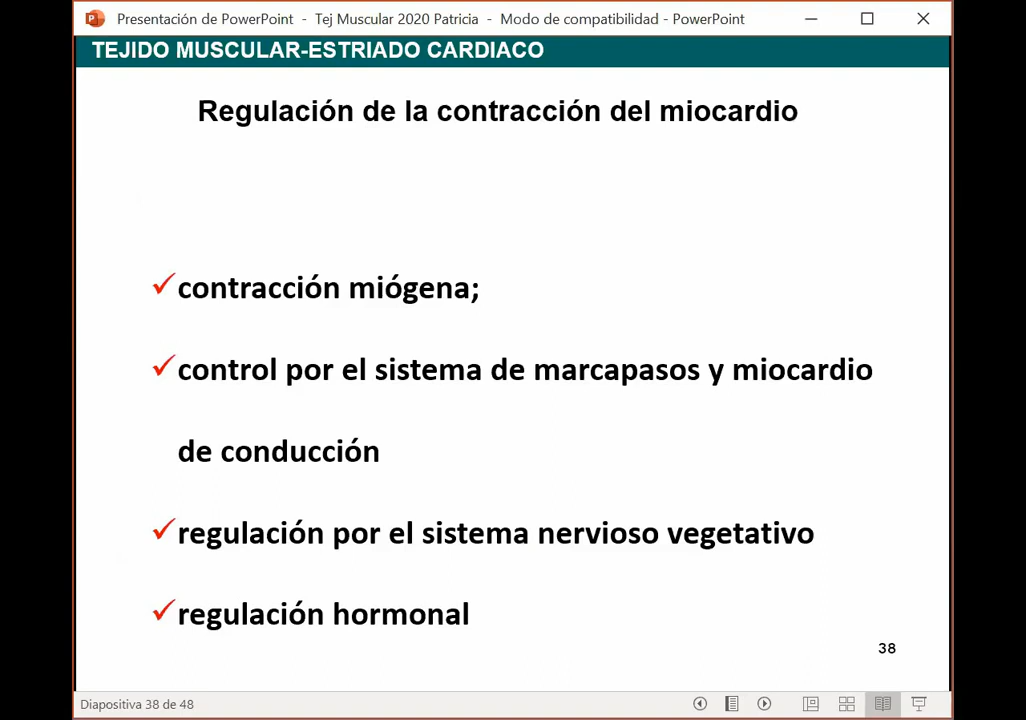 Presentación de PowerPoint - Tej Muscular 2020 Patricia - Modo de compatibilidad - PowerPoint
TEJIDO MUSCULAR-ESTRIADO CARDIACO
Regulación de la contracción del miocardio
contracción miógena;
control por el sistema de marcapasos y miocardio
de conducción
regulación por el sistema nervioso vegetativo
regulación hormonal
38
Diapositiva 38 de 48